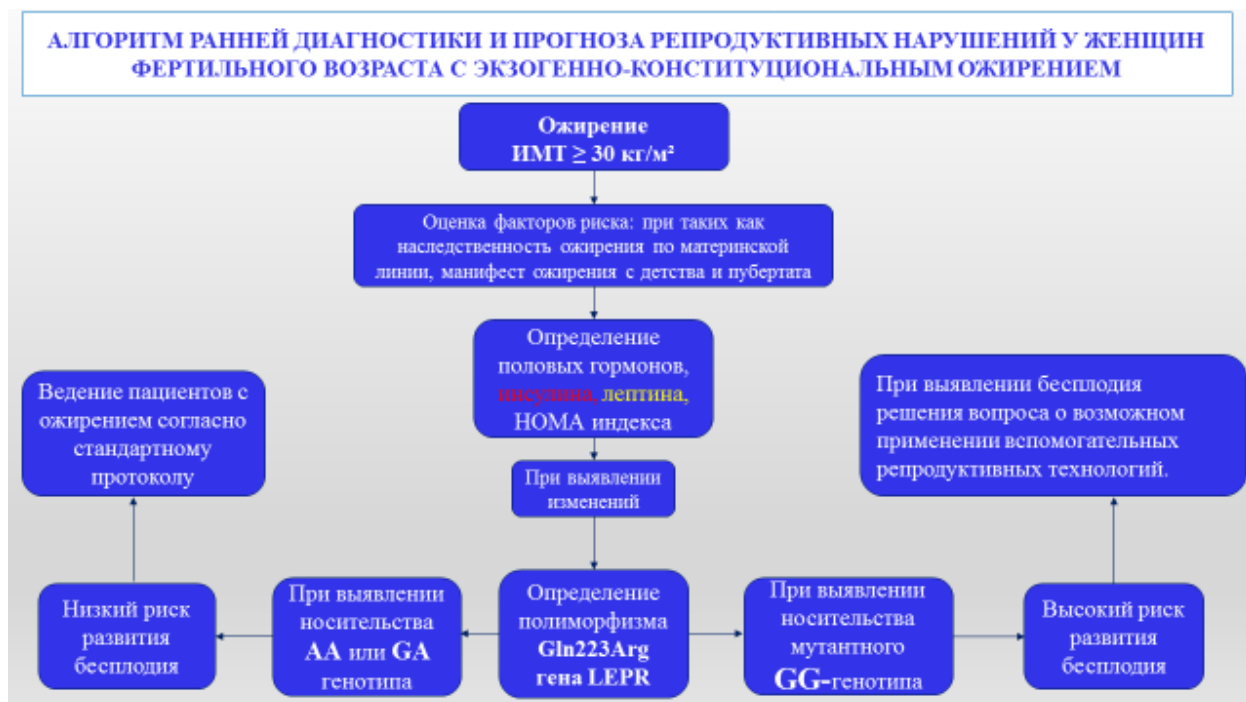 АЛГОРИТМ РАННЕЙ ДИАГНОСТИКИ И ПРОГНОЗА РЕПРОДУКТИВНЫХ НАРУШЕНИЙ У ЖЕНЩИН
ФЕРТИЛЬНОГО ВОЗРАСТА С ЭКЗОГЕННО-КОНСТИТУЦИОНАЛЬНЫМ ОЖИРЕНИЕМ
Ожирение
ИМТ ≥ 30 кг/м²
Оценка факторов риска: при таких как
наследственность ожирения по материнской
линии, манифест ожирения с детства и пубертата
Определение
половых гормонов,
инсулина, лептина,
НОМА индекса
При выявлении
изменений
Определение
полиморфизма
Gln223Arg
гена LEPR
При выявлении
носительства
АА или GA
генотипа
Низкий риск
развития
бесплодия
Ведение пациентов с
ожирением согласно
стандартному
протоколу
При выявлении
носительства
мутантного
GG-генотипа
Высокий риск
развития
бесплодия
При выявлении бесплодия
решения вопроса о возможном
применении вспомогательных
репродуктивных технологий.